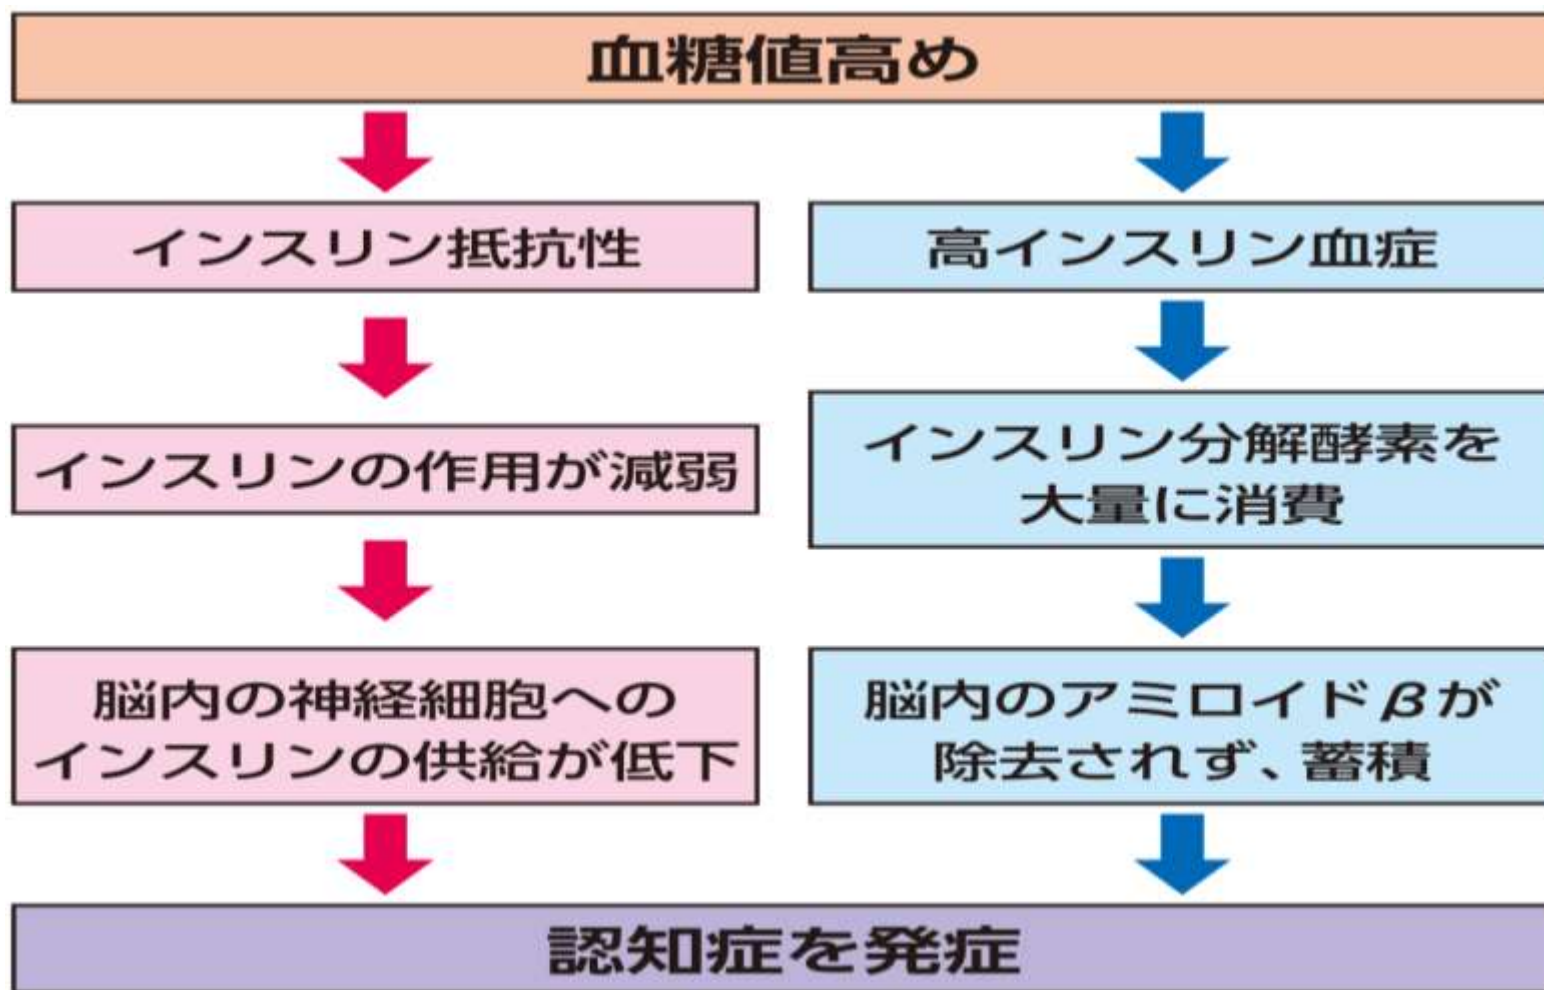 血糖値高め
インスリン抵抗性
インスリンの作用が減弱
脳内の神経細胞への
インスリンの供給が低下
高インスリン血症
インスリン分解酵素を
大量に消費
脳内のアミロイドβが
除去されず、蓄積
認知症を発症